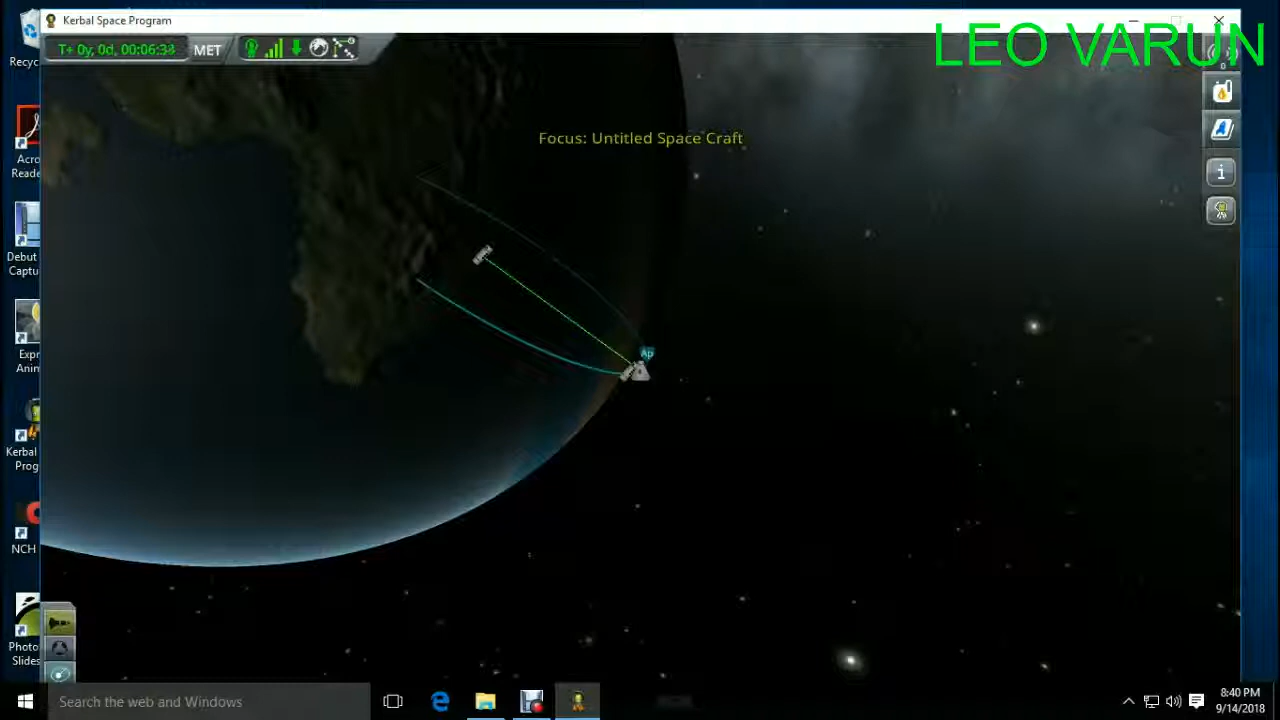 Kerbal Space Program
LEO VARUN
T+ 0y, 0d, 00:06:33
MET
0
Focus: Untitled Space Craft
i
Ap
Recyc
Acro
Reade
Debut
Captu
Expr
Anim
Kerbal
Prog
NCH
Photo
Slides
Search the web and Windows
8:40 PM
9/14/2018